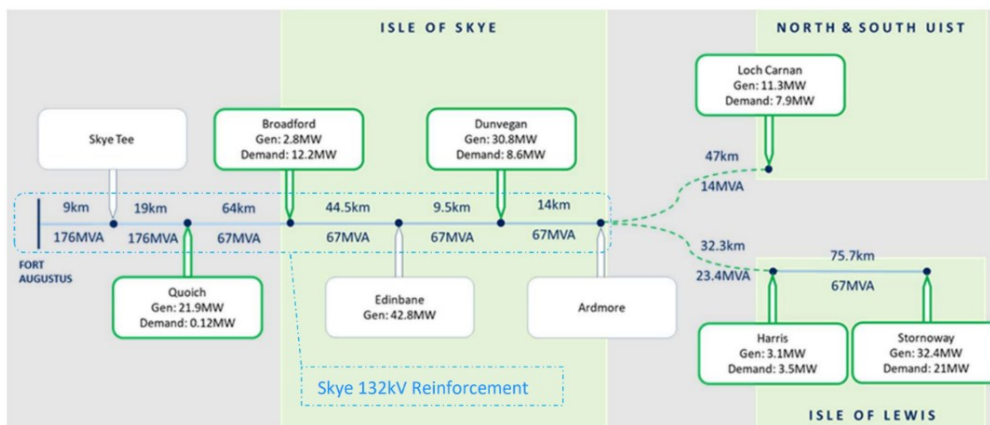 ISLE OF SKYE
NORTH & SOUTH UIST
Loch Carnan
Gen: 11.3MW
Demand: 7.9MW
Skye Tee
Broadford
Gen: 2.8MW
Demand: 12.2MW
Dunvegan
Gen: 30.8MW
Demand: 8.6MW
47km
14MVA
9km
19km
64km
44.5km
9.5km
14km
176MVA
176MVA
67MVA
67MVA
67MVA
67MVA
FORT
AUGUSTUS
32.3km
23.4MVA
75.7km
67MVA
Quoich
Gen: 21.9MW
Demand: 0.12MW
Edinbane
Gen: 42.8MW
Ardmore
Harris
Gen: 3.1MW
Demand: 3.5MW
Stornoway
Gen: 32.4MW
Demand: 21MW
Skye 132kV Reinforcement
ISLE OF LEWIS